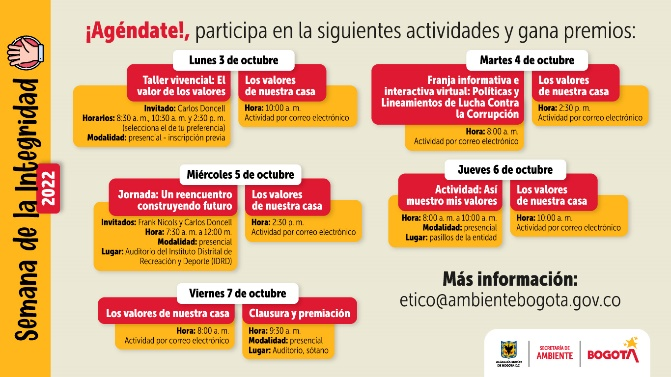 Semana de la Integridad
2022
¡Agéndate!, participa en la siguientes actividades y gana premios:
Lunes 3 de octubre
Taller vivencial: El
valor de los valores
Invitado: Carlos Doncell
Horarios: 8:30 a. m., 10:30 a. m. y 2:30 p. m.
(selecciona el de tu preferencia)
Modalidad: presencial - inscripción previa
Los valores
de nuestra casa
Hora: 10:00 a. m.
Actividad por correo electrónico
Martes 4 de octubre
Franja informativa e
interactiva virtual: Políticas y
Lineamientos de Lucha Contra
la Corrupción
Hora: 8:00 a. m.
Actividad por correo electrónico
Los valores
de nuestra casa
Hora: 2:30 p. m.
Actividad por correo electrónico
Miércoles 5 de octubre
Jornada: Un reencuentro
construyendo futuro
Invitados: Frank Nicols y Carlos Doncell
Hora: 7:30 a. m. a 12:00 m.
Modalidad: presencial
Lugar: Auditorio del Instituto Distrital de
Recreación y Deporte (IDRD)
Los valores
de nuestra casa
Hora: 2:30 p. m.
Actividad por correo electrónico
Jueves 6 de octubre
Actividad: Así
muestro mis valores
Hora: 8:00 a. m. a 10:00 a. m.
Modalidad: presencial
Lugar: pasillos de la entidad
Los valores
de nuestra casa
Hora: 10:00 a. m.
Actividad por correo electrónico
Viernes 7 de octubre
Los valores de nuestra casa
Hora: 8:00 a. m.
Actividad por correo electrónico
Clausura y premiación
Hora: 9:30 a. m.
Modalidad: presencial
Lugar: Auditorio, sótano
Más información:
etico@ambientebogota.gov.co
ALCALDÍA MAYOR
DE BOGOTÁ D.C.
SECRETARÍA DE
AMBIENTE
BOGOTÁ